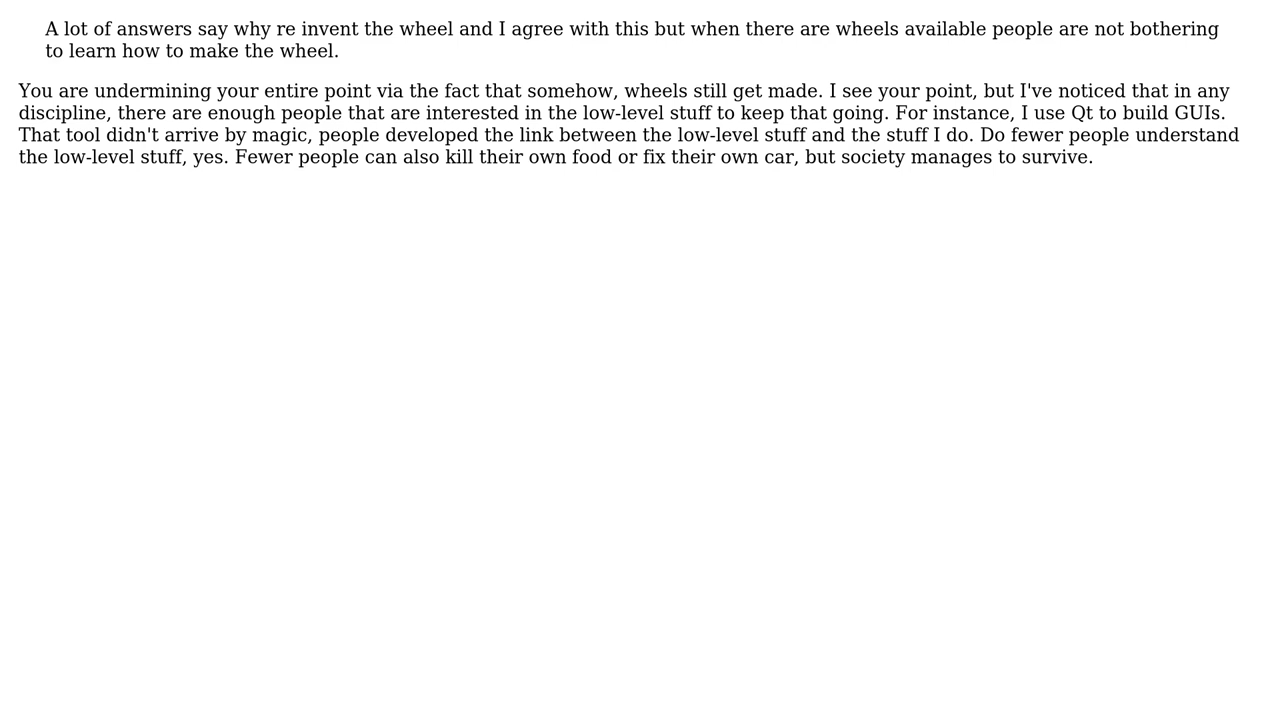 A lot of answers say why re invent the wheel and I agree with this but when there are wheels available people are not bothering
to learn how to make the wheel.
You are undermining your entire point via the fact that somehow, wheels still get made. I see your point, but I've noticed that in any
discipline, there are enough people that are interested in the low-level stuff to keep that going. For instance, I use Qt to build GUIs.
That tool didn't arrive by magic, people developed the link between the low-level stuff and the stuff I do. Do fewer people understand
the low-level stuff, yes. Fewer people can also kill their own food or fix their own car, but society manages to survive.